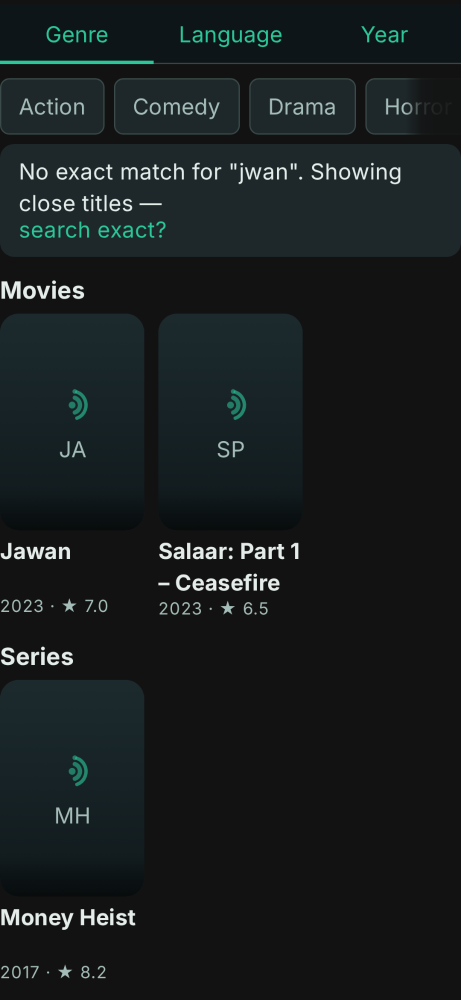 Genre Language Year
Action Comedy Drama Horror
No exact match for "jwan". Showing
close titles —
search exact?
Movies
JA SP
Jawan
Salaar: Part 1
– Ceasefire
2023 · ★ 7.0
2023 · ★ 6.5
Series
MH
Money Heist
2017 · ★ 8.2